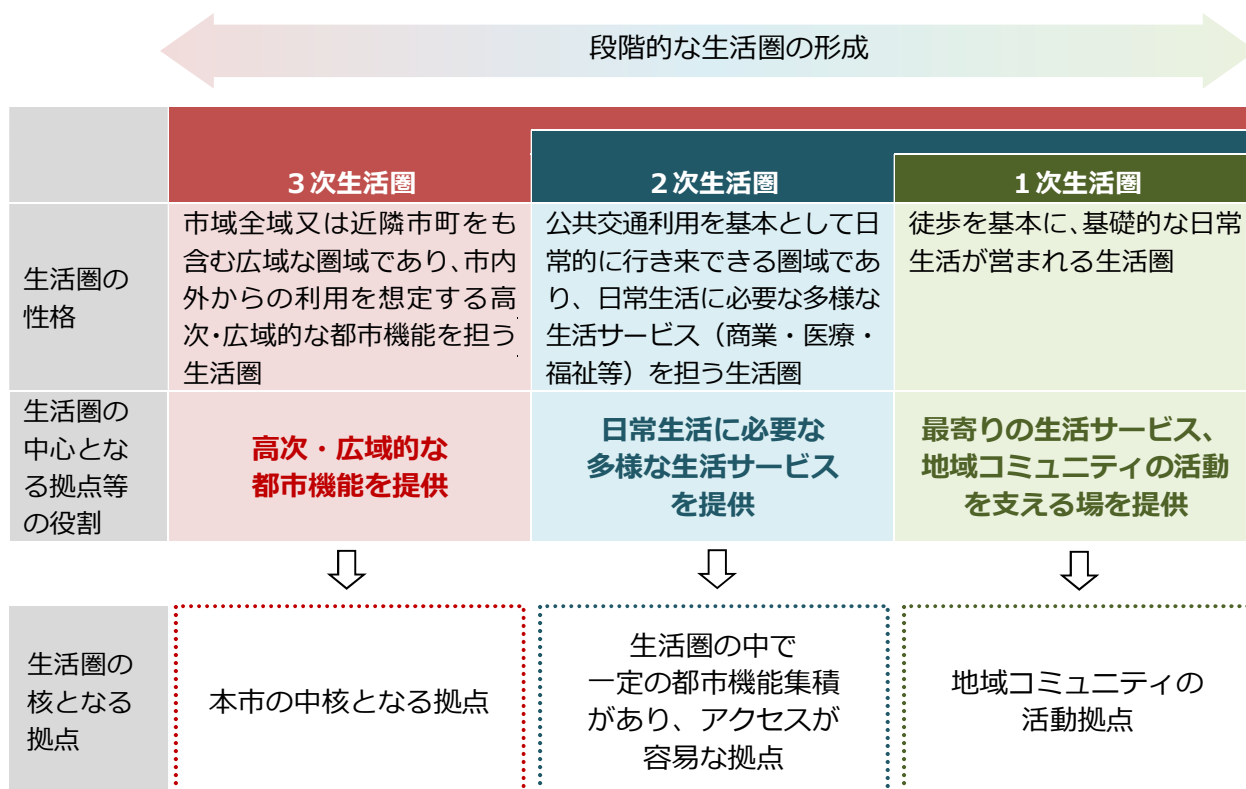 段階的な生活圏の形成
３次生活圏
２次生活圏
１次生活圏
生活圏の
性格
市域全域又は近隣市町をも
含む広域な圏域であり、市内
外からの利用を想定する高
次・広域的な都市機能を担う
生活圏
公共交通利用を基本として日
常的に行き来できる圏域であ
り、日常生活に必要な多様な
生活サービス（商業・医療・
福祉等）を担う生活圏
徒歩を基本に、基礎的な日常
生活が営まれる生活圏
生活圏の
中心とな
る拠点等
の役割
高次・広域的な
都市機能を提供
日常生活に必要な
多様な生活サービス
を提供
最寄りの生活サービス、
地域コミュニティの活動
を支える場を提供
生活圏の
核となる
拠点
本市の中核となる拠点
生活圏の中で
一定の都市機能集積
があり、アクセスが
容易な拠点
地域コミュニティの
活動拠点